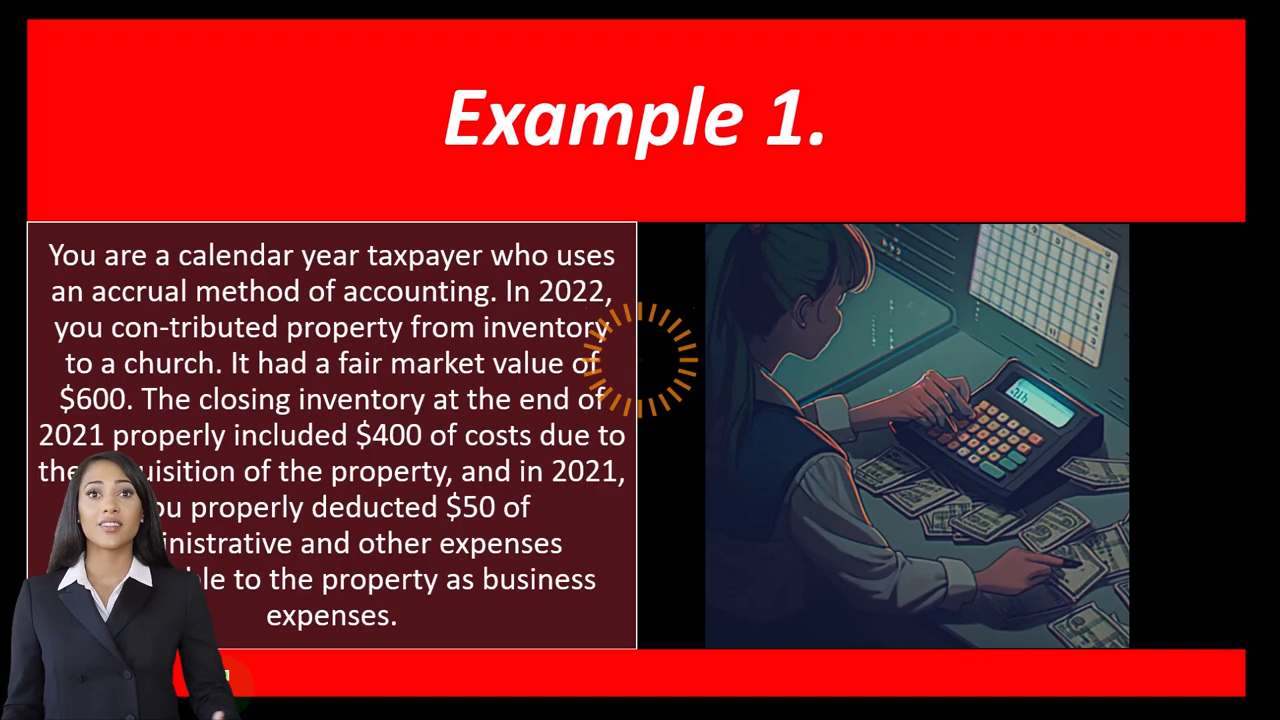 Example 1.
You are a calendar year taxpayer who uses
an accrual method of accounting. In 2022,
you con-tributed property from inventory
to a church. It had a fair market value of
$600. The closing inventory at the end of
2021 properly included $400 of costs due to
the of the property, and in 2021,
properly deducted $50 of
and other expenses
to the property as business
expenses.